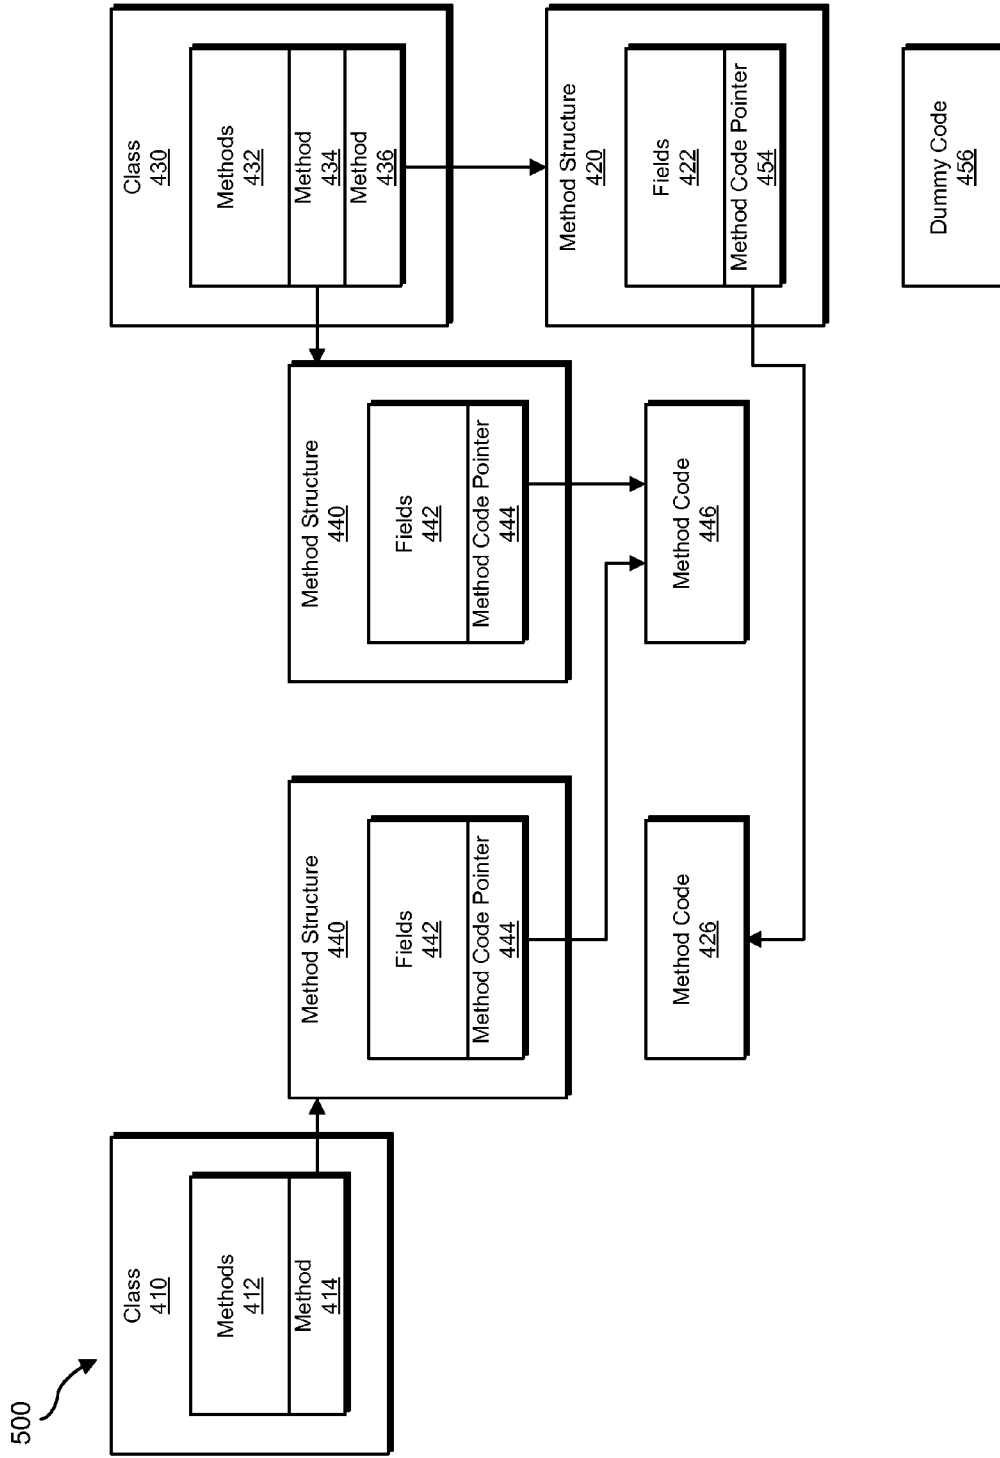 500
Class
410
Methods
412
Method
414
Method Structure
440
Fields
442
Method Code Pointer
444
Method Code
426
Method Structure
440
Fields
442
Method Code Pointer
444
Method Code
446
Class
430
Methods
432
Method
434
Method
436
Method Structure
420
Fields
422
Method Code Pointer
454
Dummy Code
456